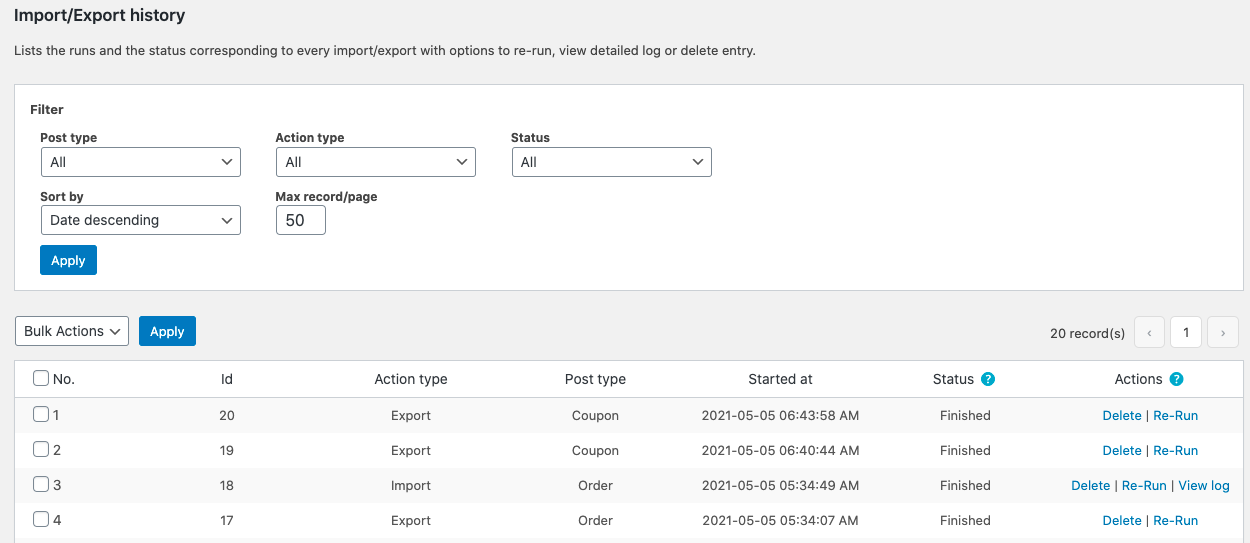 Import/Export history
Lists the runs and the status corresponding to every import/export with options to re-run, view detailed log or delete entry.
Filter
Post type Action type Status
All All All
Sort by Max record/page
Date descending 50
Apply
Bulk Actions Apply 20 record(s) ‹ 1 ›
No. Id Action type Post type Started at Status ? Actions ?
1 20 Export Coupon 2021-05-05 06:43:58 AM Finished Delete | Re-Run
2 19 Export Coupon 2021-05-05 06:40:44 AM Finished Delete | Re-Run
3 18 Import Order 2021-05-05 05:34:49 AM Finished Delete | Re-Run | View log
4 17 Export Order 2021-05-05 05:34:07 AM Finished Delete | Re-Run